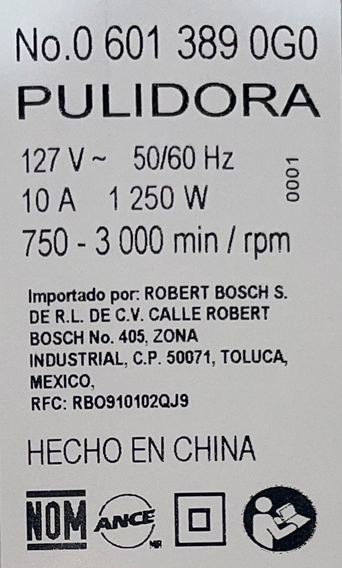 No.0 601 389 0G0
PULIDORA
127 V ~ 50/60 Hz
10 A 1 250 W
0001
750 - 3 000 min / rpm
Importado por: ROBERT BOSCH S.
DE R.L. DE C.V. CALLE ROBERT
BOSCH No. 405, ZONA
INDUSTRIAL, C.P. 50071, TOLUCA,
MEXICO,
RFC: RBO910102QJ9
HECHO EN CHINA
NOM ANCE
MR